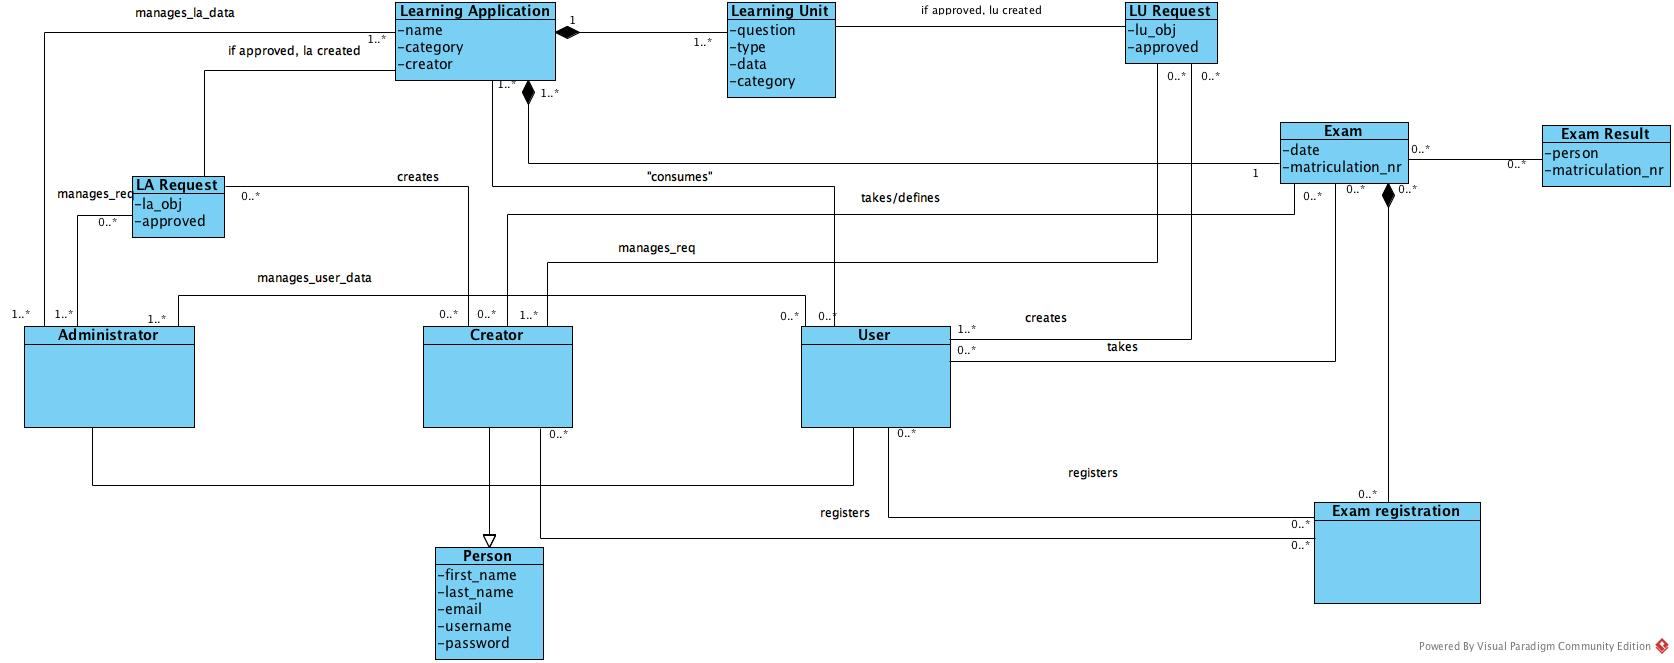 manages_la_data
Learning Application
-name
-category
-creator
1
1..*
1..*
Learning Unit
-question
-type
-data
-category
if approved, lu created
LU Request
-lu_obj
-approved
if approved, la created
1..*
1..*
0..*
0..*
Exam
-date
-matriculation_nr
0..*
0..*
Exam Result
-person
-matriculation_nr
LA Request
-la_obj
-approved
manages_req
0..*
0..*
creates
"consumes"
1
takes/defines
0..*
0..*
0..*
manages_req
manages_user_data
1..*
1..*
1..*
0..*
0..*
1..*
0..*
0..*
Administrator
Creator
User
1..*
creates
0..*
takes
0..*
0..*
registers
registers
0..*
0..*
0..*
Exam registration
Person
-first_name
-last_name
-email
-username
-password
Powered By Visual Paradigm Community Edition